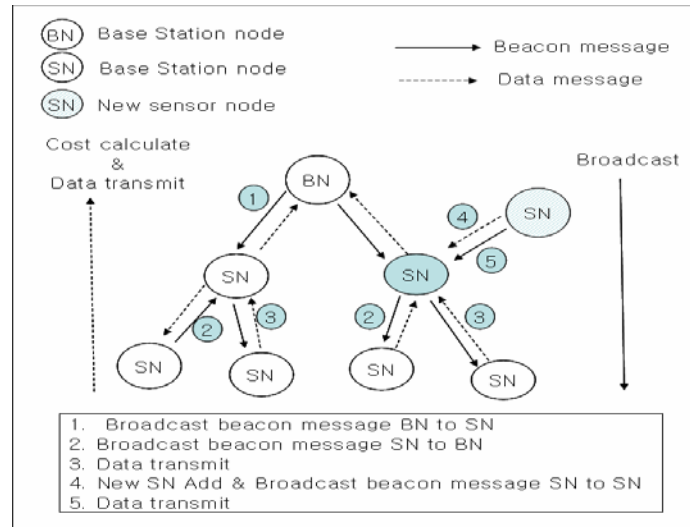 BN Base Station node
SN Base Station node
SN New sensor node
Beacon message
Data message
Cost calculate
&
Data transmit
Broadcast
BN
1
4
SN
5
SN
SN
2
3
2
3
SN
SN
SN
SN
1. Broadcast beacon message BN to SN
2. Broadcast beacon message SN to BN
3. Data transmit
4. New SN Add & Broadcast beacon message SN to SN
5. Data transmit